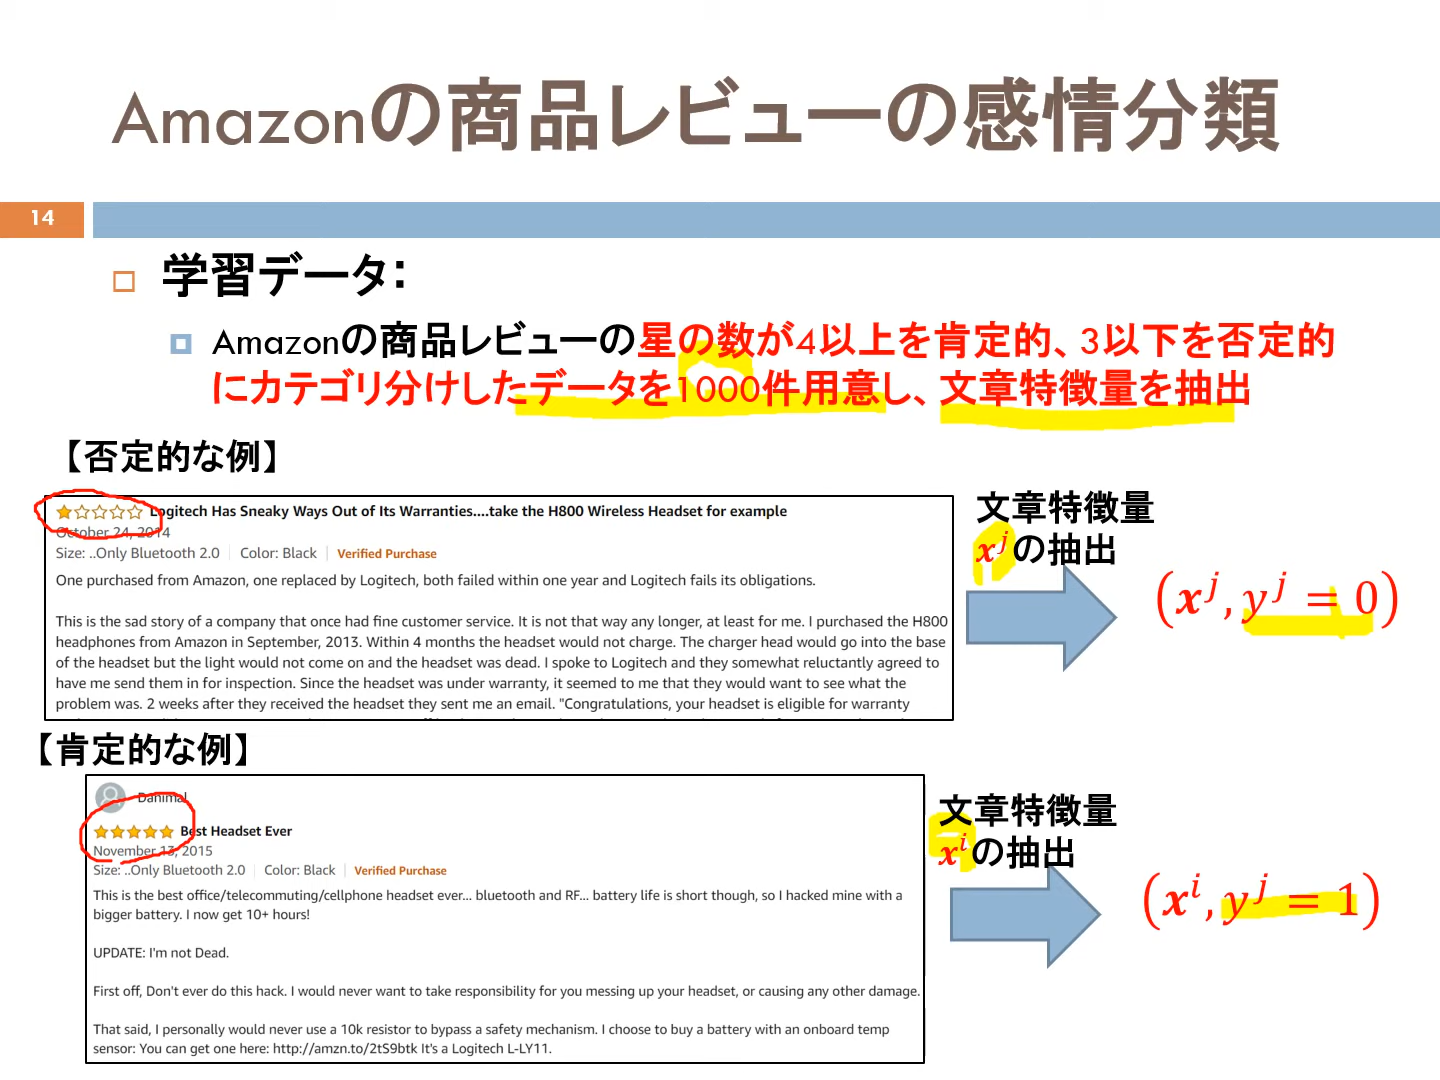 Amazonの商品レビューの感情分類
14
学習データ:
Amazonの商品レビューの星の数が4以上を肯定的、3以下を否定的
にカテゴリ分けしたデータを1000件用意し、文章特徴量を抽出
【否定的な例】
Logitech Has Sneaky Ways Out of Its Warranties....take the H800 Wireless Headset for example
October 24, 2014
Size: ..Only Bluetooth 2.0 | Color: Black | Verified Purchase
One purchased from Amazon, one replaced by Logitech, both failed within one year and Logitech fails its obligations.
This is the sad story of a company that once had fine customer service. It is not that way any longer, at least for me. I purchased the H800
headphones from Amazon in September, 2013. Within 4 months the headset would not charge. The charger head would go into the base
of the headset but the light would not come on and the headset was dead. I spoke to Logitech and they somewhat reluctantly agreed to
have me send them in for inspection. Since the headset was under warranty, it seemed to me that they would want to see what the
problem was. 2 weeks after they received the headset they sent me an email. "Congratulations, your headset is eligible for warranty
文章特徴量
x^j の抽出
(x^j, y^j = 0)
【肯定的な例】
Danimal
Best Headset Ever
November 13, 2015
Size: ..Only Bluetooth 2.0 | Color: Black | Verified Purchase
This is the best office/telecommuting/cellphone headset ever... bluetooth and RF... battery life is short though, so I hacked mine with a
bigger battery. I now get 10+ hours!
UPDATE: I'm not Dead.
First off, Don't ever do this hack. I would never want to take responsibility for you messing up your headset, or causing any other damage.
That said, I personally would never use a 10k resistor to bypass a safety mechanism. I choose to buy a battery with an onboard temp
sensor: You can get one here: http://amzn.to/2tS9btk It's a Logitech L-LY11.
文章特徴量
x^i の抽出
(x^i, y^j = 1)